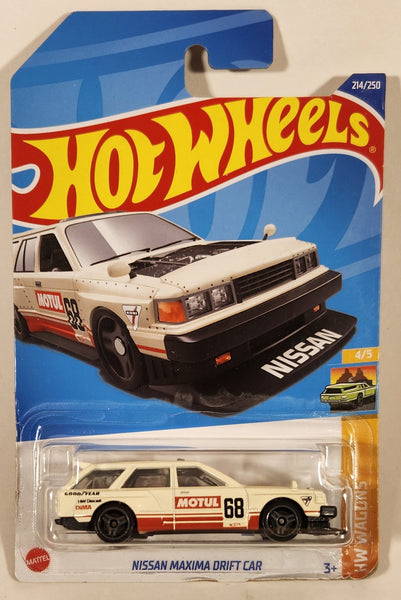 214/250
HOT WHEELS®
MOTUL
68
NISSAN
4/5
HW WAGONS
GOODYEAR
MOTUL
68
MATTEL
NISSAN MAXIMA DRIFT CAR
3+